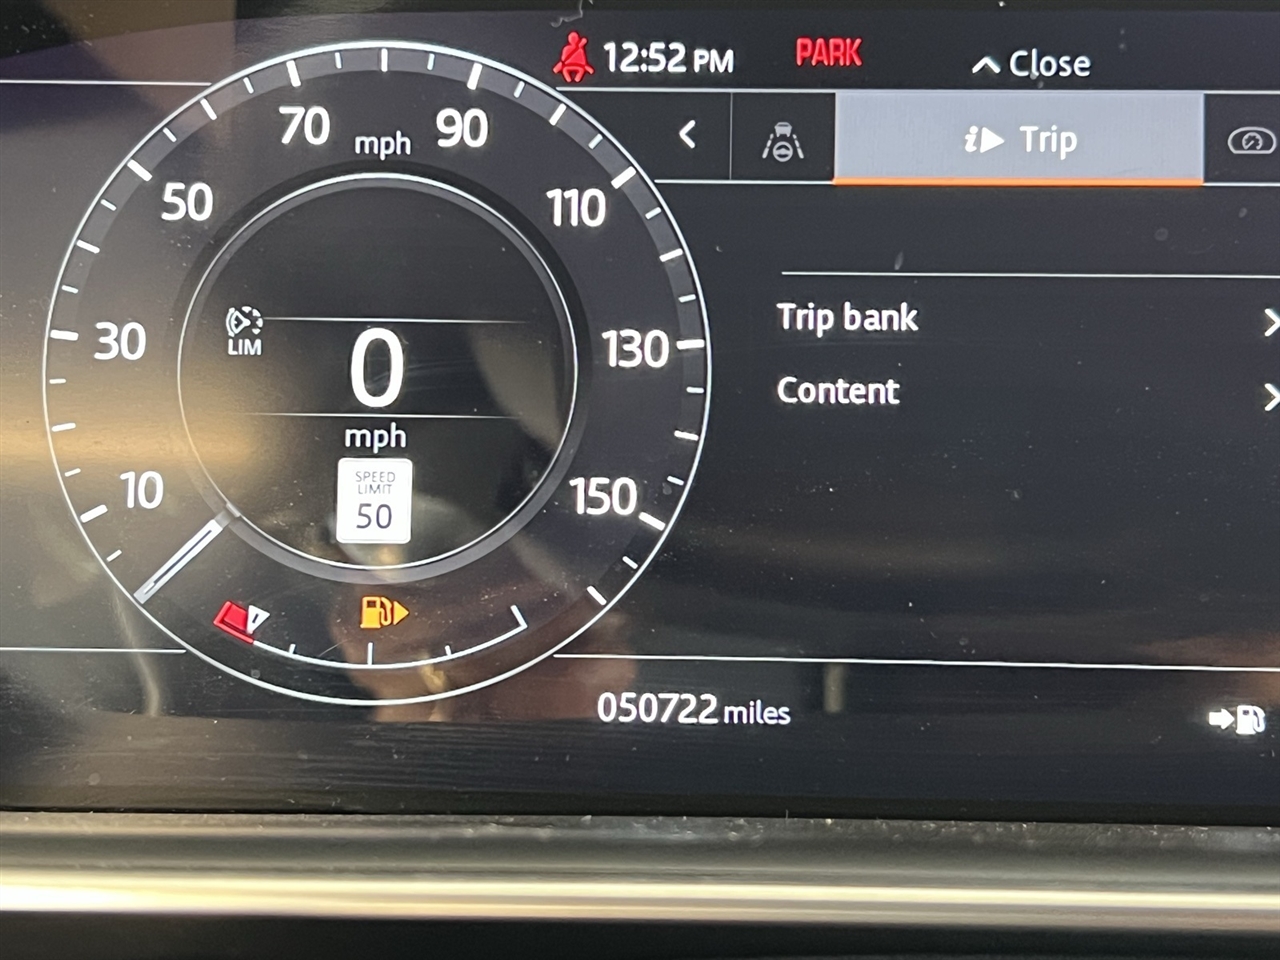 12:52 PM PARK Close
Trip
70 mph 90
50 110
30 130
10 150
LIM
0
mph
SPEED
LIMIT
50
Trip bank
Content
050722 miles